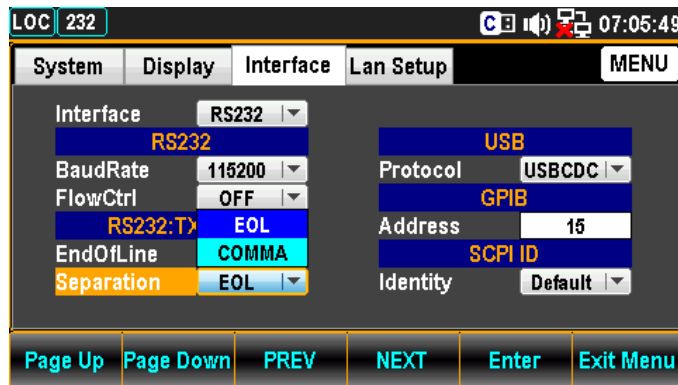 LOC 232 C 07:05:49
System Display Interface Lan Setup MENU
Interface RS232
RS232 USB
BaudRate 115200 Protocol USBCDC
FlowCtrl OFF GPIB
RS232:TX EOL Address 15
EndOfLine COMMA SCPI ID
Separation EOL Identity Default
Page Up Page Down PREV NEXT Enter Exit Menu